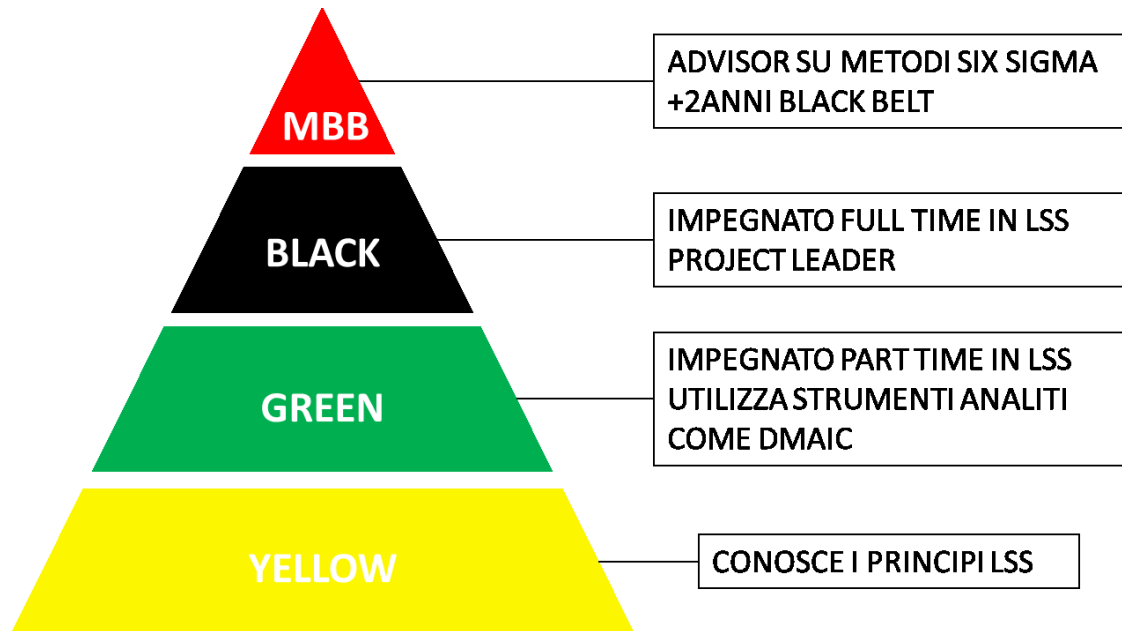 MBB
ADVISOR SU METODI SIX SIGMA
+2ANNI BLACK BELT
BLACK
IMPEGNATO FULL TIME IN LSS
PROJECT LEADER
GREEN
IMPEGNATO PART TIME IN LSS
UTILIZZA STRUMENTI ANALITI
COME DMAIC
YELLOW
CONOSCE I PRINCIPI LSS